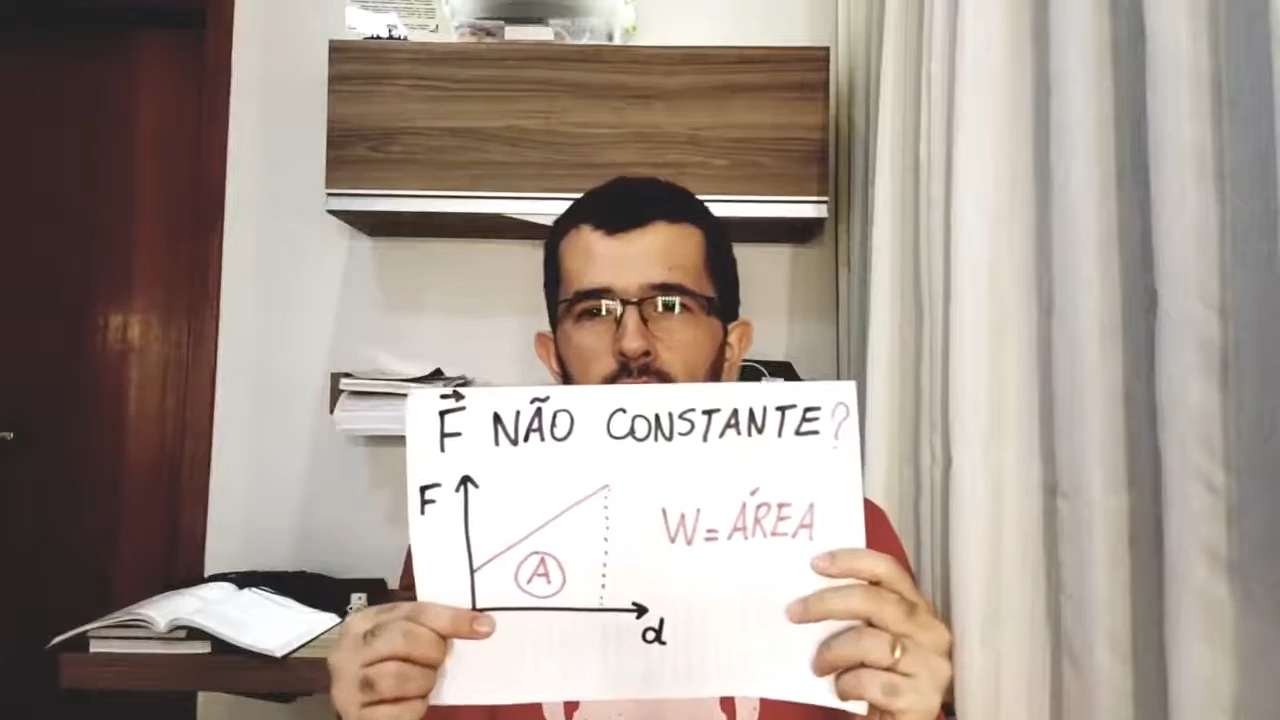 F⃗ NÃO CONSTANTE?
F
W = ÁREA
A
d